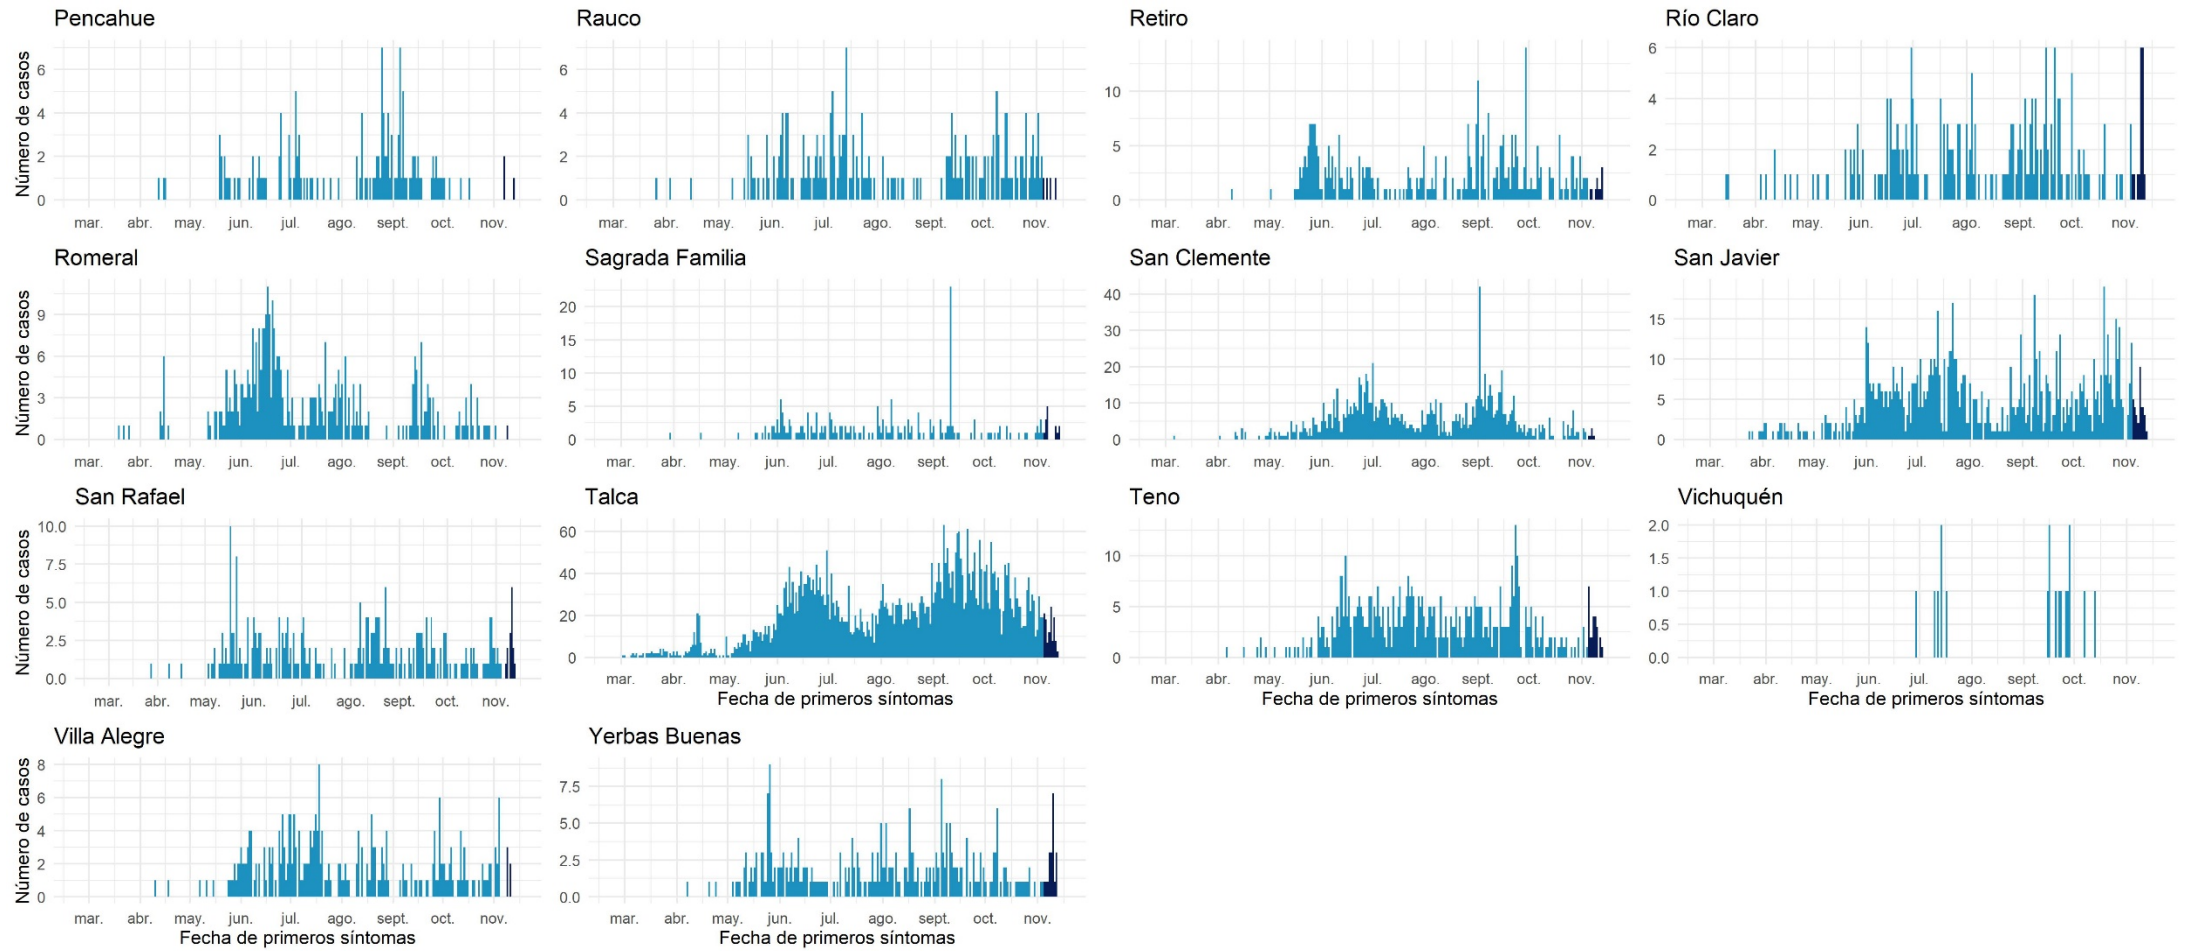 Pencahue
Número de casos
6
4
2
0
mar. abr. may. jun. jul. ago. sept. oct. nov.
Rauco
6
4
2
0
mar. abr. may. jun. jul. ago. sept. oct. nov.
Retiro
10
5
0
mar. abr. may. jun. jul. ago. sept. oct. nov.
Río Claro
6
4
2
0
mar. abr. may. jun. jul. ago. sept. oct. nov.
Romeral
Número de casos
9
6
3
0
mar. abr. may. jun. jul. ago. sept. oct. nov.
Sagrada Familia
20
15
10
5
0
mar. abr. may. jun. jul. ago. sept. oct. nov.
San Clemente
40
30
20
10
0
mar. abr. may. jun. jul. ago. sept. oct. nov.
San Javier
15
10
5
0
mar. abr. may. jun. jul. ago. sept. oct. nov.
San Rafael
Número de casos
10.0
7.5
5.0
2.5
0.0
mar. abr. may. jun. jul. ago. sept. oct. nov.
Talca
60
40
20
0
mar. abr. may. jun. jul. ago. sept. oct. nov.
Fecha de primeros síntomas
Teno
10
5
0
mar. abr. may. jun. jul. ago. sept. oct. nov.
Fecha de primeros síntomas
Vichuquén
2.0
1.5
1.0
0.5
0.0
mar. abr. may. jun. jul. ago. sept. oct. nov.
Fecha de primeros síntomas
Villa Alegre
Número de casos
8
6
4
2
0
mar. abr. may. jun. jul. ago. sept. oct. nov.
Fecha de primeros síntomas
Yerbas Buenas
7.5
5.0
2.5
0.0
mar. abr. may. jun. jul. ago. sept. oct. nov.
Fecha de primeros síntomas